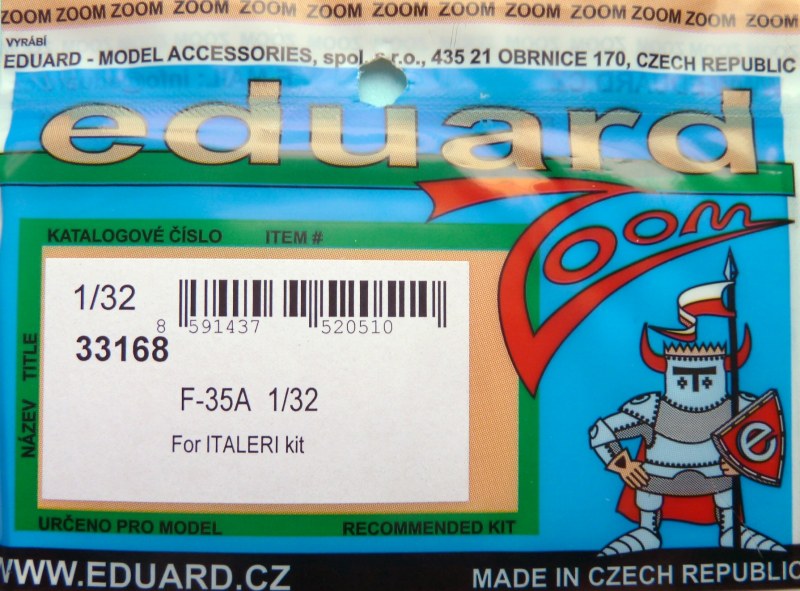 ZOOM ZOOM ZOOM ZOOM ZOOM ZOOM ZOOM ZOOM ZOOM ZOOM ZOOM ZOOM ZOOM
VYRÁBÍ
EDUARD - MODEL ACCESSORIES, spol. s.r.o., 435 21 OBRNICE 170, CZECH REPUBLIC
eduard
Zoom
KATALOGOVÉ ČÍSLO ITEM #
1/32
8 591437 520510
33168
F-35A 1/32
For ITALERI kit
NÁZEV TITLE
e
URČENO PRO MODEL RECOMMENDED KIT
WWW.EDUARD.CZ
MADE IN CZECH REPUBLIC